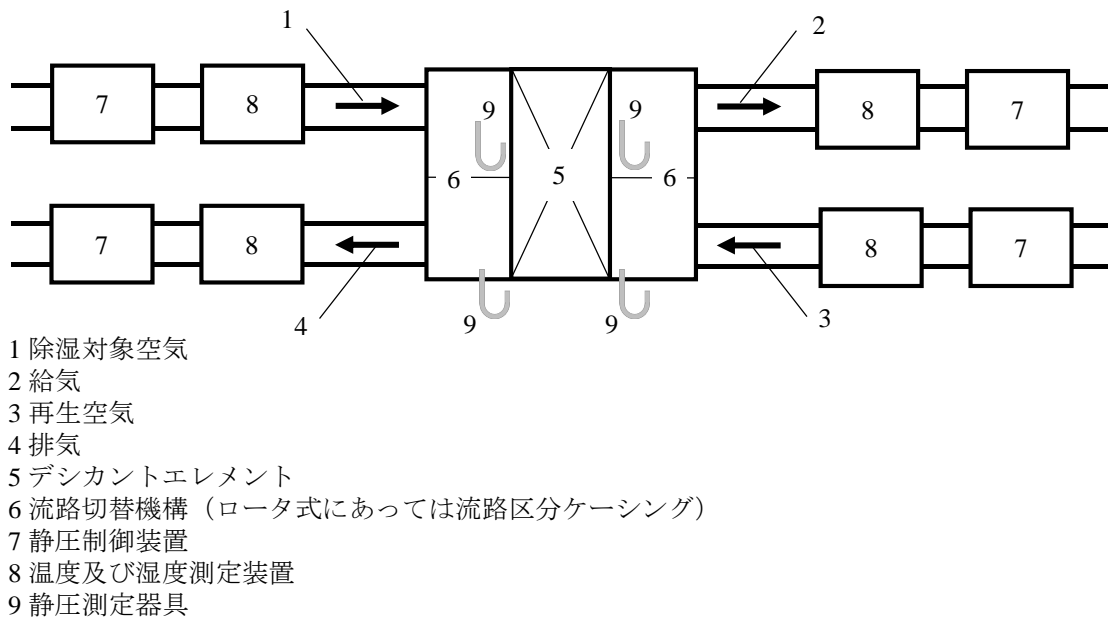 1 2
7 8 9 9 8 7
6 5 6
7 8 8 7
4 9 9 3
1 除湿対象空気
2 給気
3 再生空気
4 排気
5 デシカントエレメント
6 流路切替機構（ロータ式にあっては流路区分ケーシング）
7 静圧制御装置
8 温度及び湿度測定装置
9 静圧測定器具